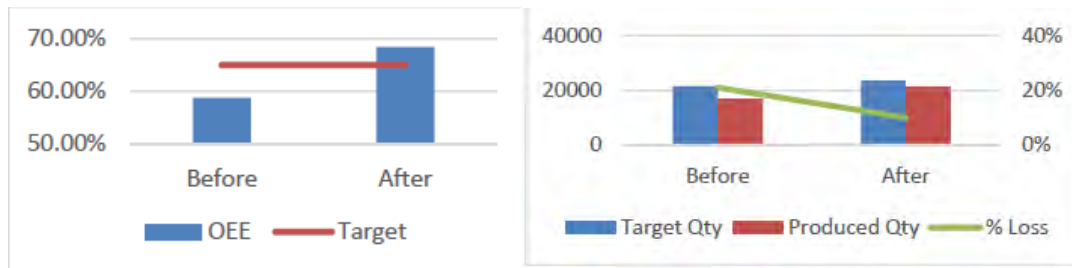 70.00%
60.00%
50.00%
Before After
OEE Target
40000 40%
20000 20%
0 0%
Before After
Target Qty Produced Qty % Loss